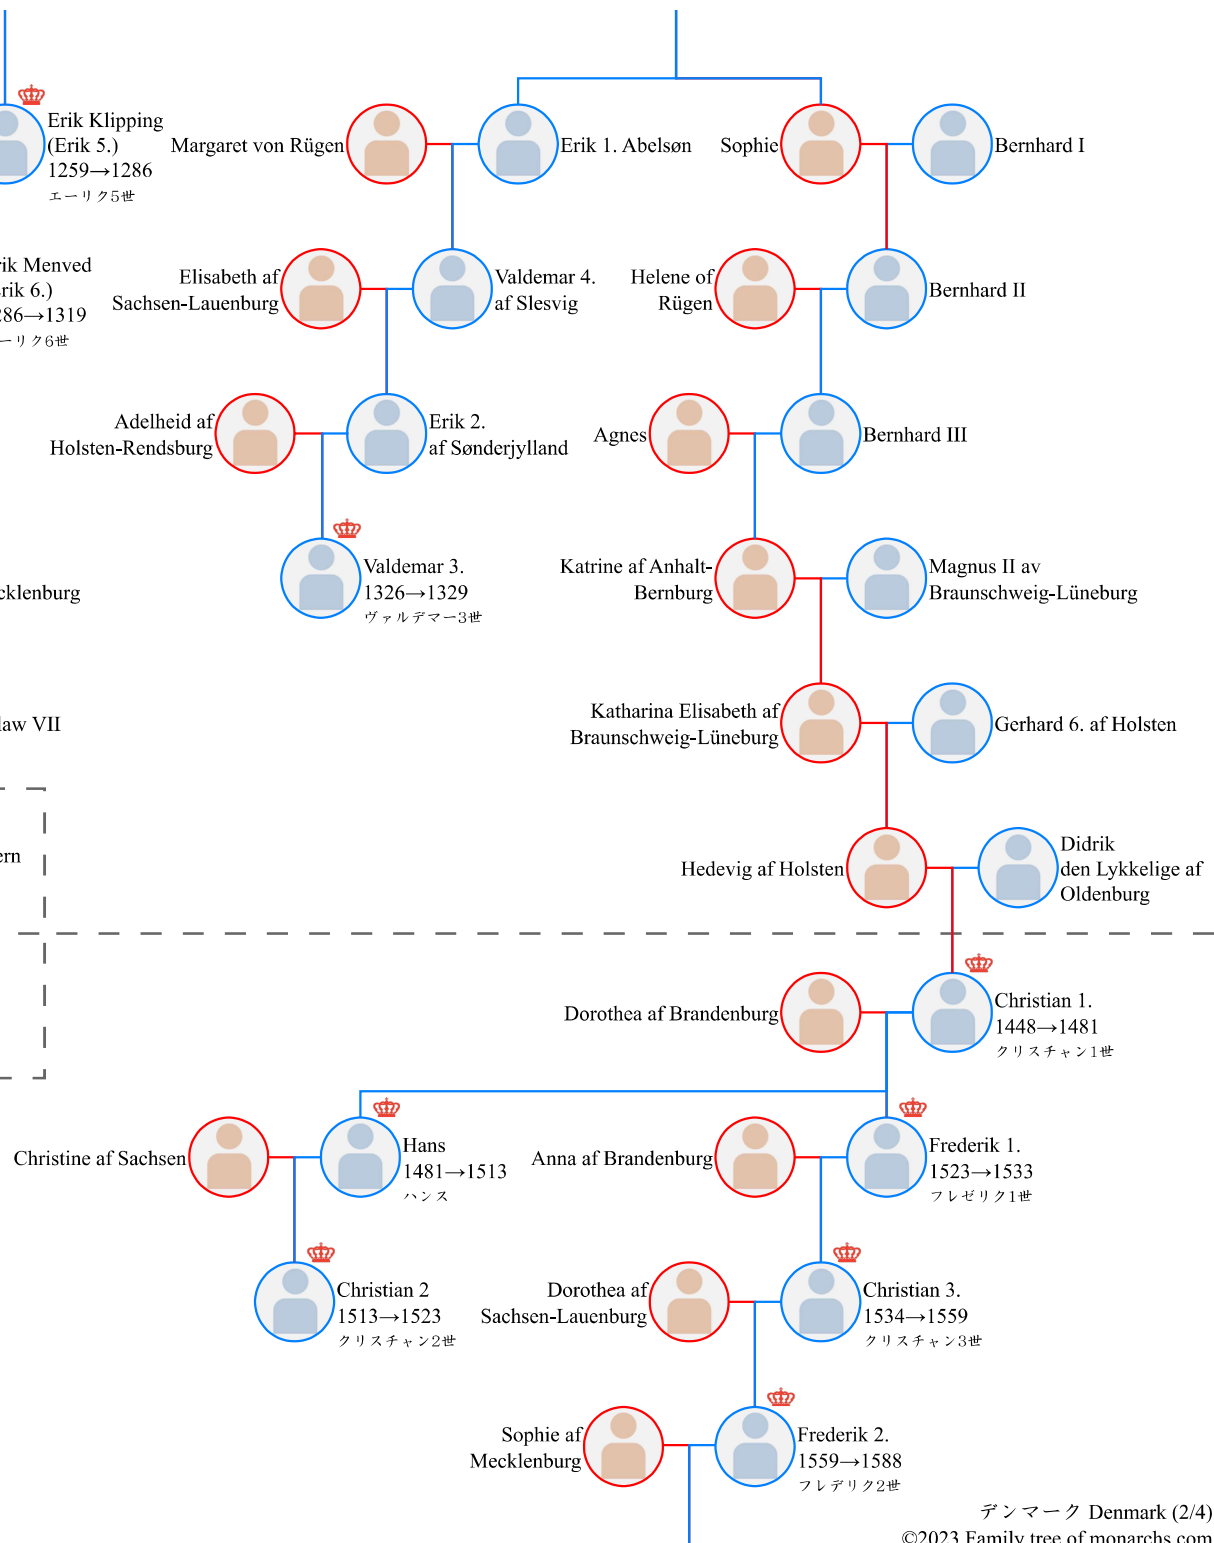 Erik Klipping
(Erik 5.)
1259→1286
エーリク5世
Margaret von Rügen
Erik 1. Abelsøn
Sophie
Bernhard I
Menved
6.)
→1319
Elisabeth af
Sachsen-Lauenburg
Valdemar 4.
af Slesvig
Helene of
Rügen
Bernhard II
Adelheid af
Holsten-Rendsburg
Erik 2.
af Sønderjylland
Agnes
Bernhard III
Valdemar 3.
1326→1329
ヴァルデマー3世
Katrine af Anhalt-
Bernburg
Magnus II av
Braunschweig-Lüneburg
VII
Katharina Elisabeth af
Braunschweig-Lüneburg
Gerhard 6. af Holsten
Hedevig af Holsten
Didrik
den Lykkelige af
Oldenburg
Dorothea af Brandenburg
Christian 1.
1448→1481
クリスチャン1世
Christine af Sachsen
Hans
1481→1513
ハンス
Anna af Brandenburg
Frederik 1.
1523→1533
フレゼリク1世
Christian 2
1513→1523
クリスチャン2世
Dorothea af
Sachsen-Lauenburg
Christian 3.
1534→1559
クリスチャン3世
Sophie af
Mecklenburg
Frederik 2.
1559→1588
フレデリク2世
デンマーク Denmark (2/4)
©2023 Family tree of monarchs.com